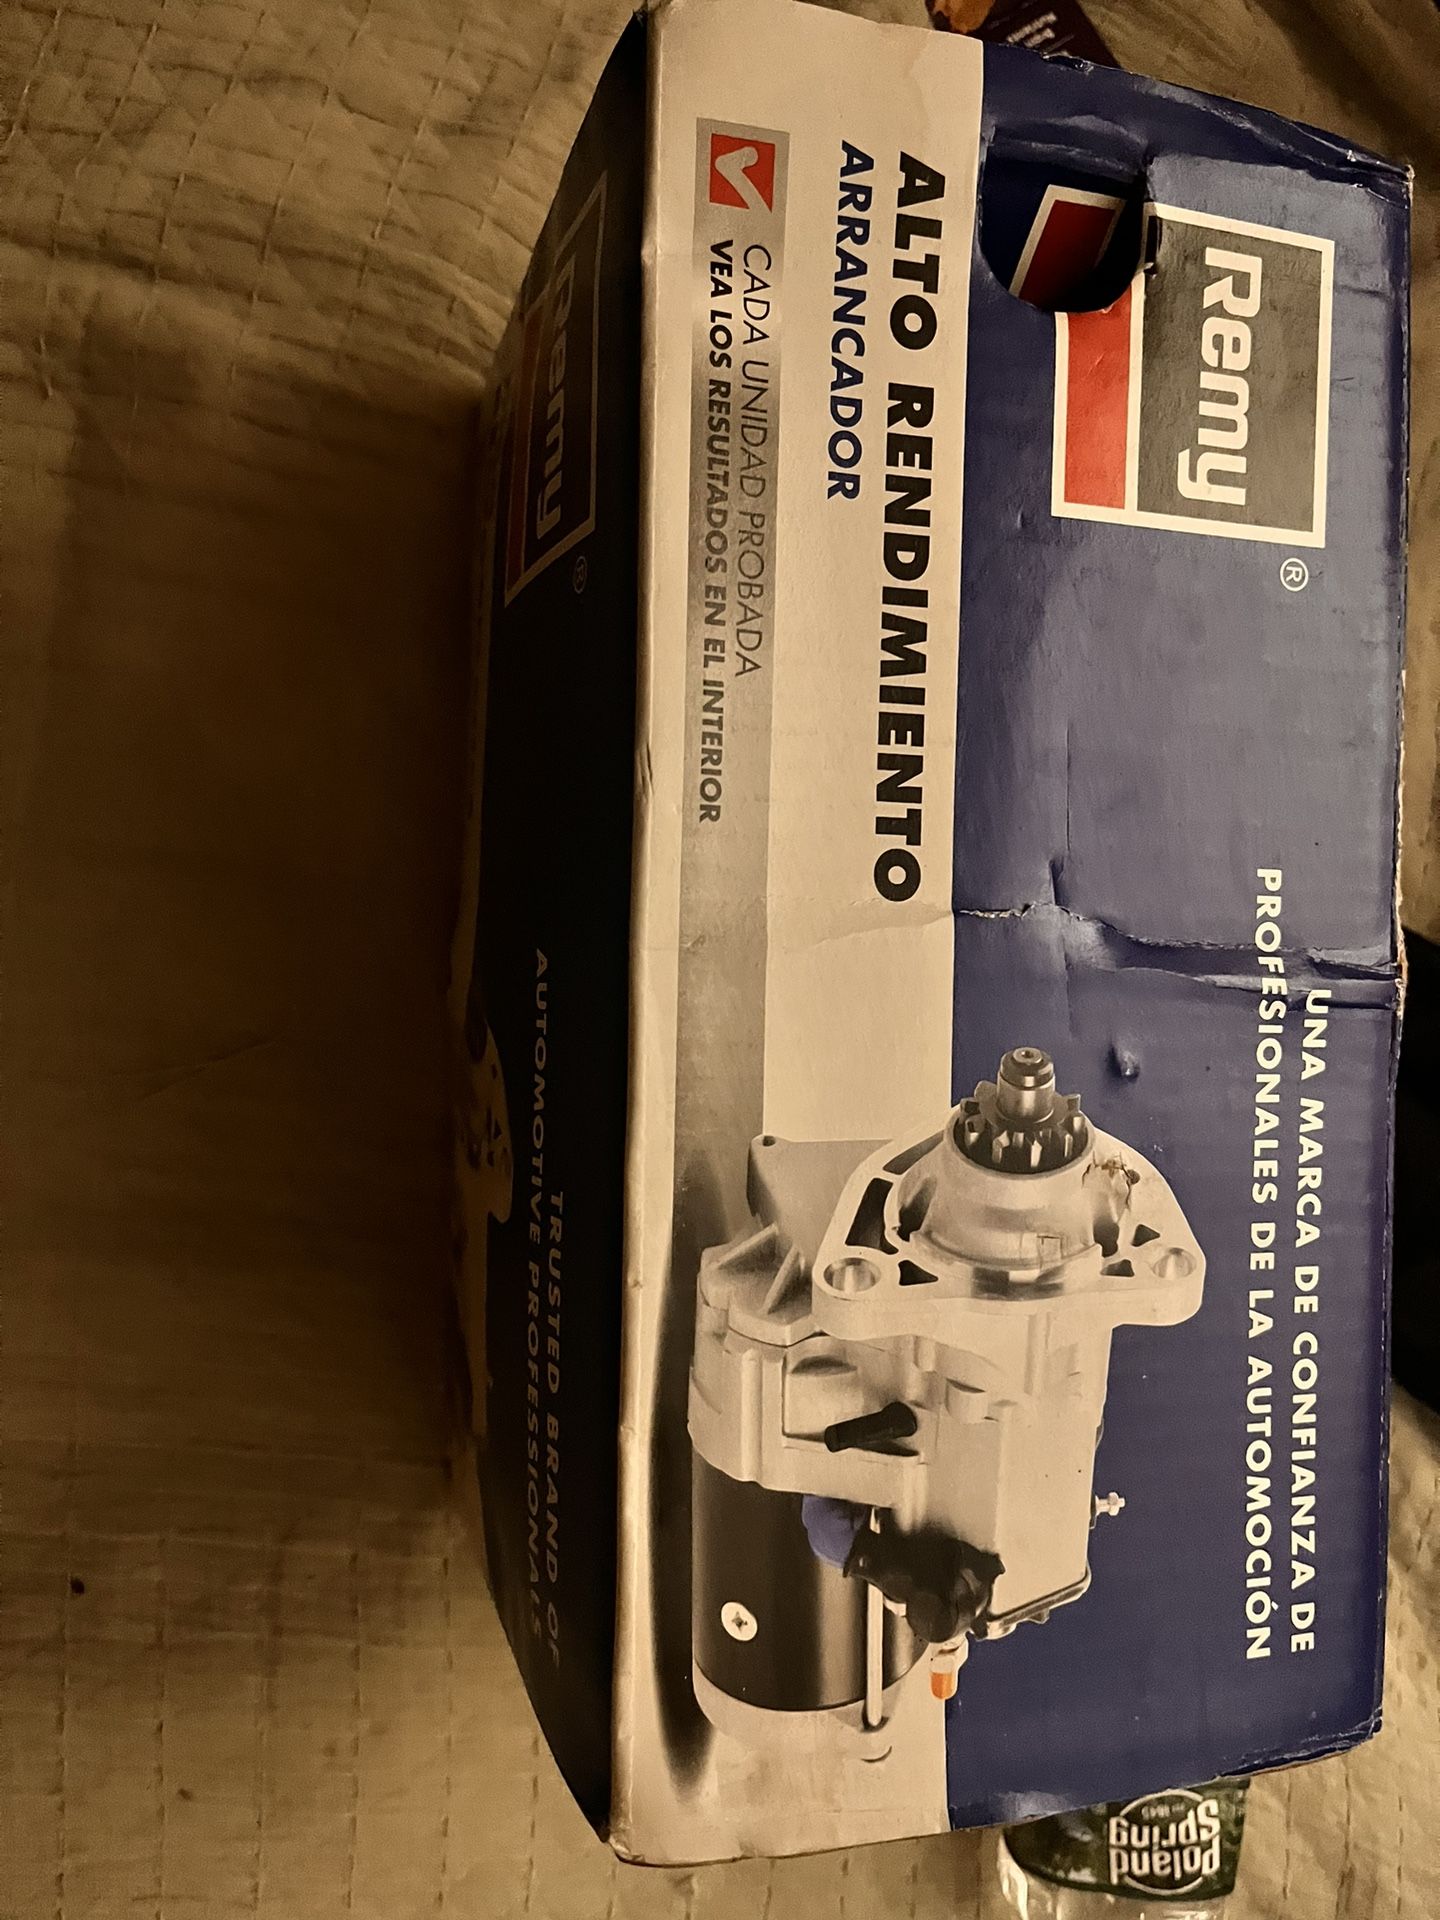 Remy
®
UNA MARCA DE CONFIANZA DE
PROFESIONALES DE LA AUTOMOCIÓN
ALTO RENDIMIENTO
ARRANCADOR
CADA UNIDAD PROBADA
VEA LOS RESULTADOS EN EL INTERIOR
Remy
®
TRUSTED BRAND OF
AUTOMOTIVE PROFESSIONALS
Poland
Spring